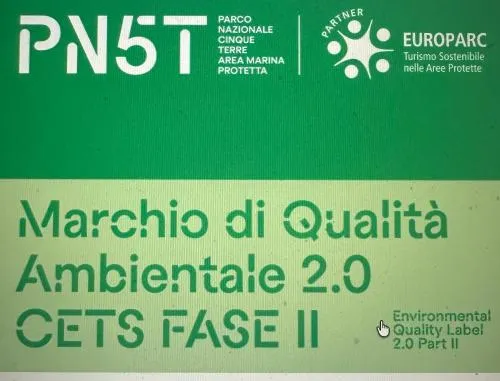 PN5T
PARCO
NAZIONALE
CINQUE
TERRE
AREA MARINA
PROTETTA
PARTNER
EUROPARC
Turismo Sostenibile
nelle Aree Protette
Marchio di Qualità
Ambientale 2.0
CETS FASE II
Environmental
Quality Label
2.0 Part II